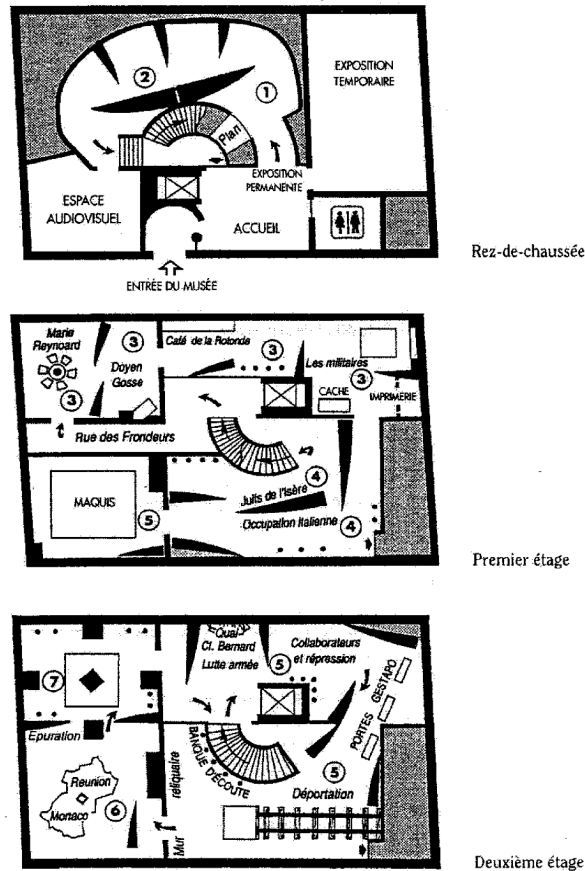 EXPOSITION
TEMPORAIRE
2
1
Plan
EXPOSITION
PERMANENTE
ESPACE
AUDIOVISUEL
ACCUEIL
ENTRÉE DU MUSÉE
Rez-de-chaussée
Marie
Reynoard
3
Doyen
Gosse
3
Café de la Rotonde
3
Les militaires
3
CACHE
IMPRIMERIE
Rue des Frondeurs
MAQUIS
5
4
Juifs de l'Isère
Occupation italienne
4
Premier étage
7
Epuration
Quai
Cl. Bernard
Lutte armée
5
Collaborateurs
et répression
PORTES GESTAPO
BANQUE D'ÉCOUTE
5
Déportation
Réunion
Monaco
6
Mur reliquaire
Deuxième étage